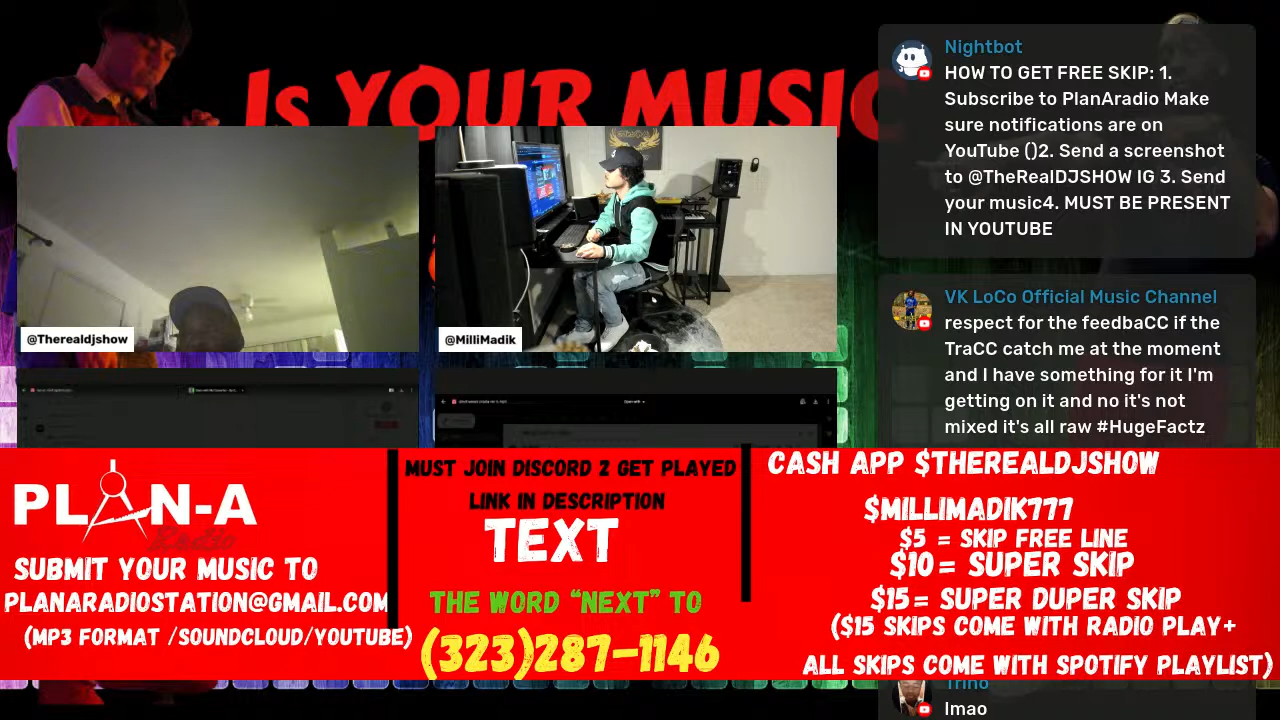 Is YOUR MUSIC
@Therealdjshow
@MilliMadik
Nightbot
HOW TO GET FREE SKIP: 1.
Subscribe to PlanAradio Make
sure notifications are on
YouTube ()2. Send a screenshot
to @TheRealDJSHOW IG 3. Send
your music4. MUST BE PRESENT
IN YOUTUBE
VK LoCo Official Music Channel
respect for the feedbaCC if the
TraCC catch me at the moment
and I have something for it I'm
getting on it and no it's not
mixed it's all raw #HugeFactz
PLAN-A
Radio
SUBMIT YOUR MUSIC TO
PLANARADIOSTATION@GMAIL.COM
(MP3 FORMAT /SOUNDCLOUD/YOUTUBE)
MUST JOIN DISCORD 2 GET PLAYED
LINK IN DESCRIPTION
TEXT
THE WORD “NEXT” TO
(323)287-1146
CASH APP $THEREALDJSHOW
$MILLIMADIK777
$5 = SKIP FREE LINE
$10 = SUPER SKIP
$15 = SUPER DUPER SKIP
($15 SKIPS COME WITH RADIO PLAY+
ALL SKIPS COME WITH SPOTIFY PLAYLIST)
Trino
lmao